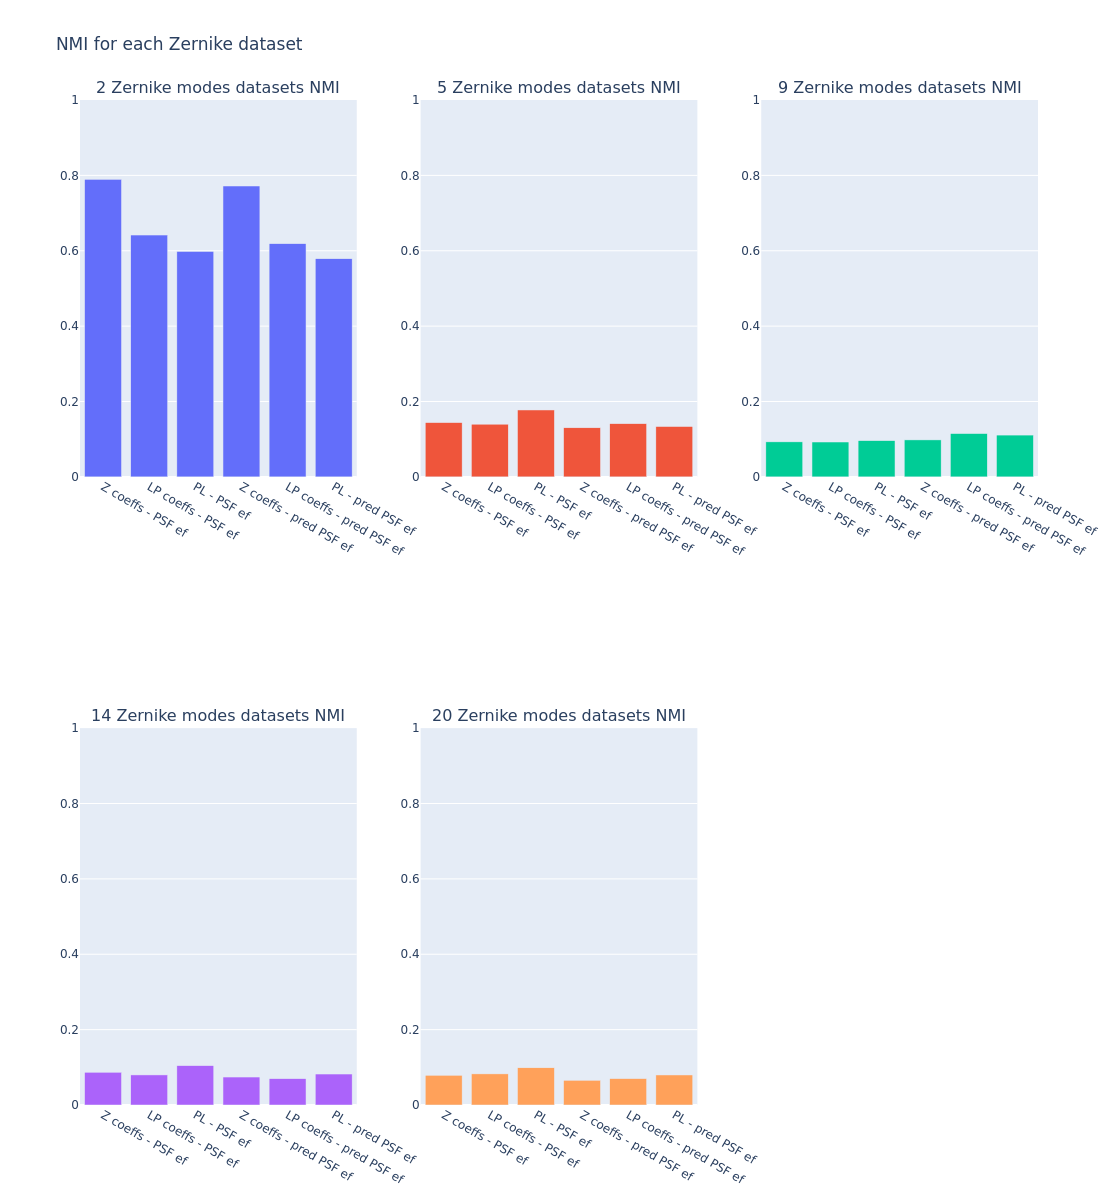 NMI for each Zernike dataset
2 Zernike modes datasets NMI
1
0.8
0.6
0.4
0.2
0
Z coeffs - PSF ef
LP coeffs - PSF ef
PL - PSF ef
Z coeffs - pred PSF ef
LP coeffs - pred PSF ef
PL - pred PSF ef
5 Zernike modes datasets NMI
1
0.8
0.6
0.4
0.2
0
Z coeffs - PSF ef
LP coeffs - PSF ef
PL - PSF ef
Z coeffs - pred PSF ef
LP coeffs - pred PSF ef
PL - pred PSF ef
9 Zernike modes datasets NMI
1
0.8
0.6
0.4
0.2
0
Z coeffs - PSF ef
LP coeffs - PSF ef
PL - PSF ef
Z coeffs - pred PSF ef
LP coeffs - pred PSF ef
PL - pred PSF ef
14 Zernike modes datasets NMI
1
0.8
0.6
0.4
0.2
0
Z coeffs - PSF ef
LP coeffs - PSF ef
PL - PSF ef
Z coeffs - pred PSF ef
LP coeffs - pred PSF ef
PL - pred PSF ef
20 Zernike modes datasets NMI
1
0.8
0.6
0.4
0.2
0
Z coeffs - PSF ef
LP coeffs - PSF ef
PL - PSF ef
Z coeffs - pred PSF ef
LP coeffs - pred PSF ef
PL - pred PSF ef